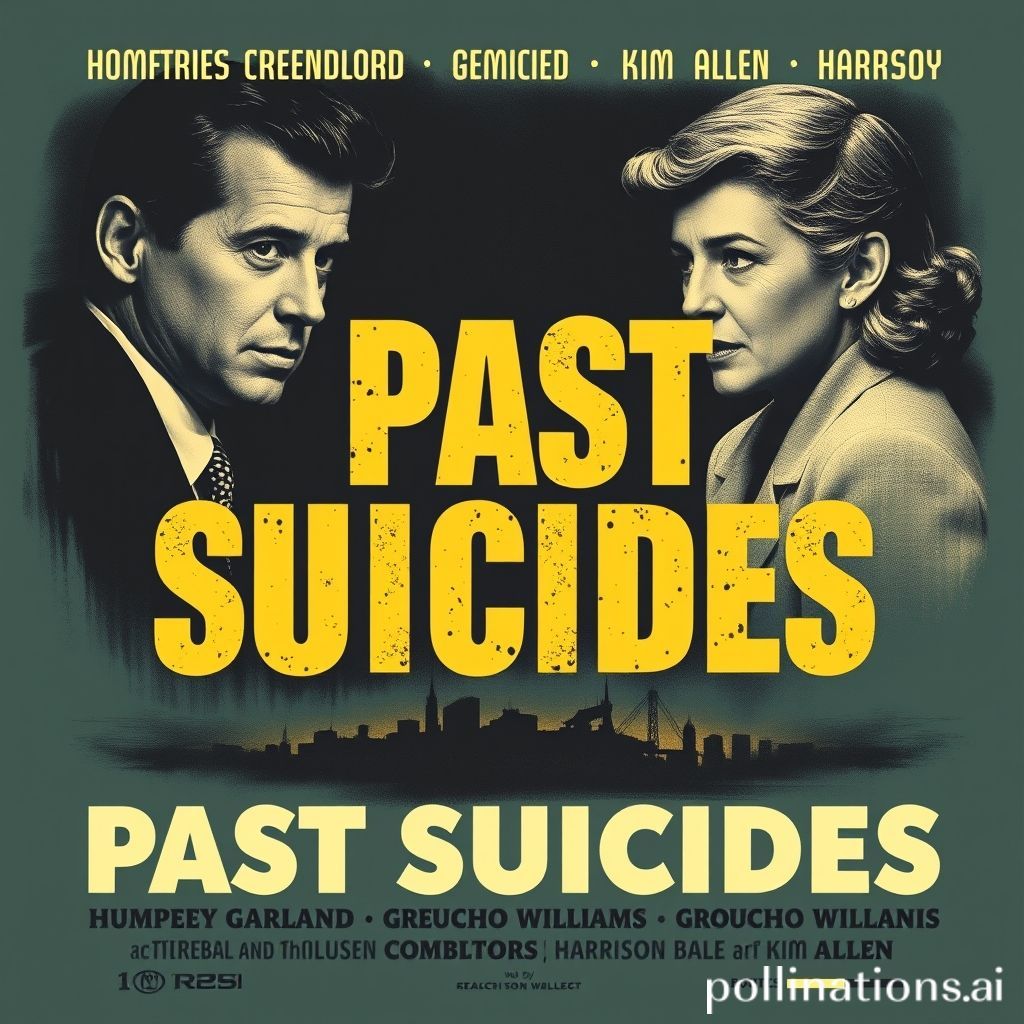 HOMFTRIES CREENDLORD · GEMICIED · KIM ALLEN · HARRSOY
PAST
SUICIDES
PAST SUICIDES
HUMPEEY GARLAND · GREUCHO WILLIAMS · GROUCHO WILLANIS
acTTIREBAL AND ThILUSEN COMBLTORS | HARRISON BALE arf KIM ALLEN
pollinations.ai